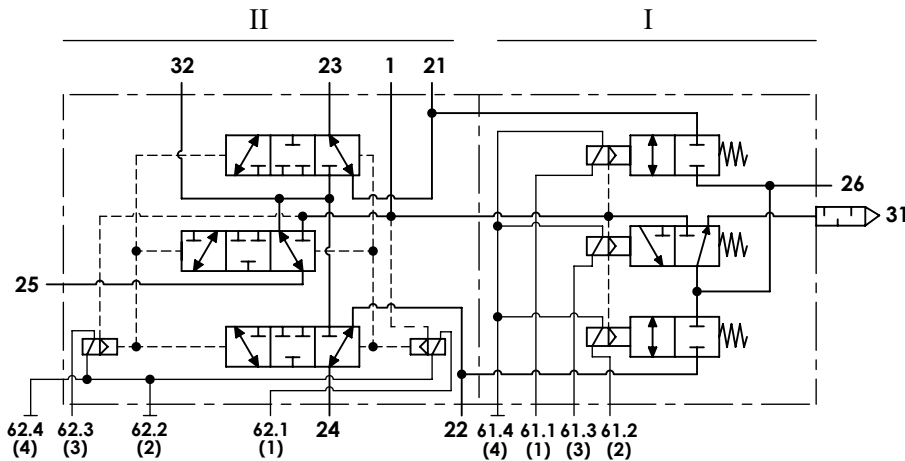 II I
32 23 1 21
26
31
25
62.4 62.3 62.2 62.1 24 22 61.4 61.1 61.3 61.2
(4) (3) (2) (1) (4) (1) (3) (2)